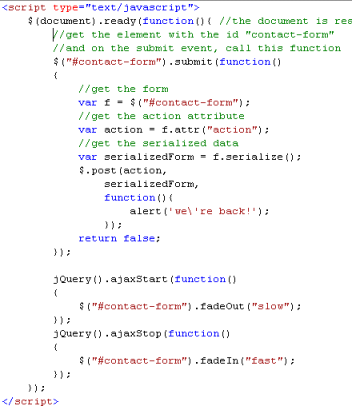 <script type="text/javascript">
$(document).ready(function(){ //the document is
//get the element with the id "contact-form"
//and on the submit event, call this function
$("#contact-form").submit(function()
{
//get the form
var f = $("#contact-form");
//get the action attribute
var action = f.attr("action");
//get the serialized data
var serializedForm = f.serialize();
$.post(action,
serializedForm,
function(){
alert('we\'re back!');
});
return false;
});
jQuery().ajaxStart(function()
{
$("#contact-form").fadeOut("slow");
});
jQuery().ajaxStop(function()
{
$("#contact-form").fadeIn("fast");
});
});
</script>